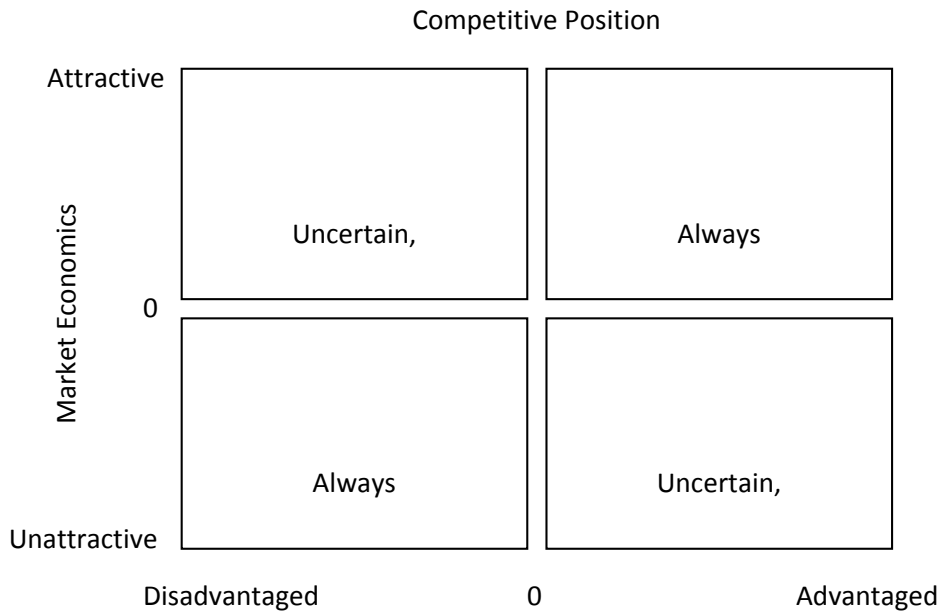 Competitive Position
Attractive
Uncertain,
Always
Market Economics
0
Always
Uncertain,
Unattractive
Disadvantaged
0
Advantaged